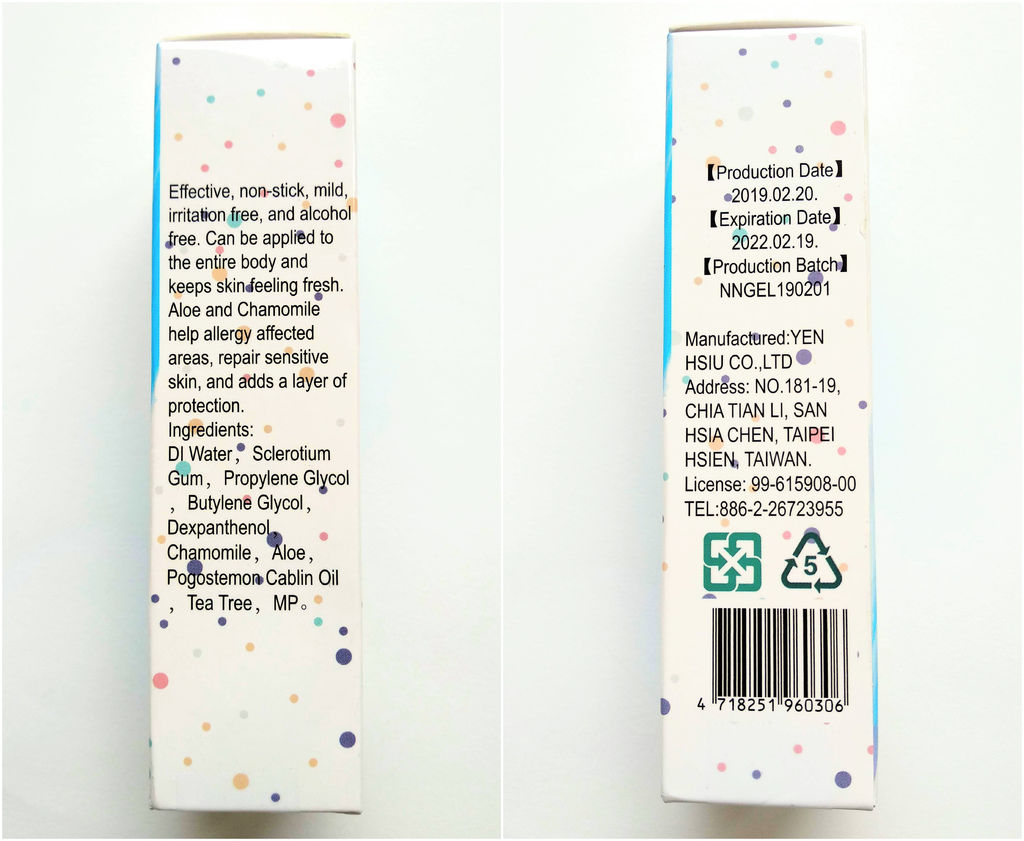 Effective, non-stick, mild,
irritation free, and alcohol
free. Can be applied to
the entire body and
keeps skin feeling fresh.
Aloe and Chamomile
help allergy affected
areas, repair sensitive
skin, and adds a layer of
protection.
Ingredients:
DI Water，Sclerotium
Gum，Propylene Glycol
，Butylene Glycol，
Dexpanthenol，
Chamomile，Aloe，
Pogostemon Cablin Oil
，Tea Tree，MP。
【Production Date】
2019.02.20.
【Expiration Date】
2022.02.19.
【Production Batch】
NNGEL190201
Manufactured:YEN
HSIU CO.,LTD
Address: NO.181-19,
CHIA TIAN LI, SAN
HSIA CHEN, TAIPEI
HSIEN, TAIWAN.
License: 99-615908-00
TEL:886-2-26723955
5
4 718251 960306